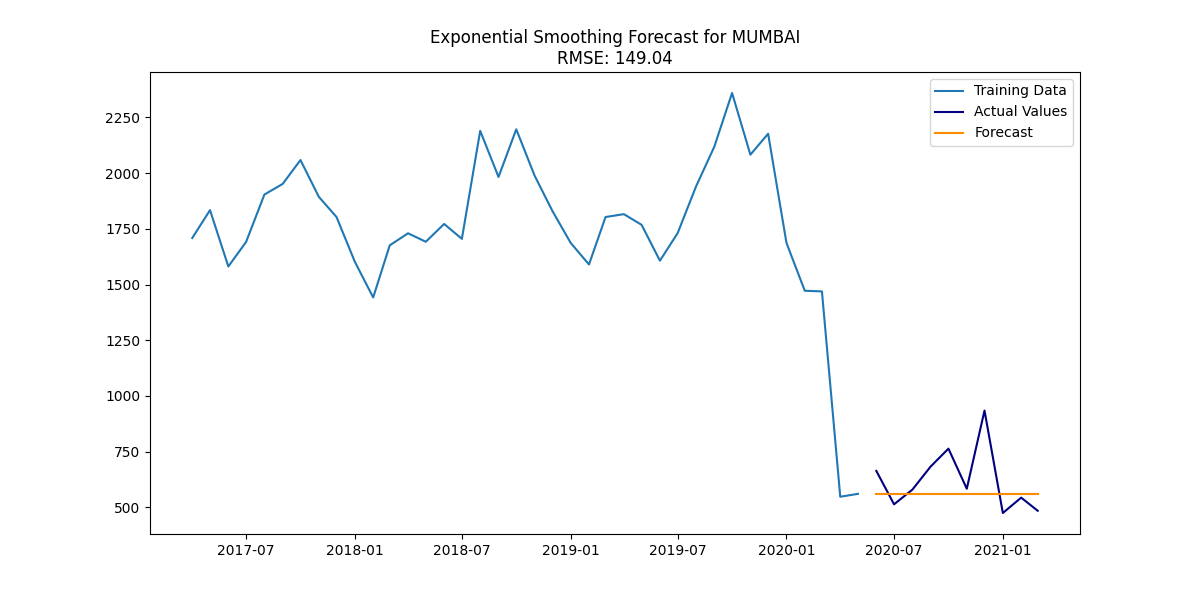 Exponential Smoothing Forecast for MUMBAI
RMSE: 149.04
Training Data
Actual Values
Forecast
2250
2000
1750
1500
1250
1000
750
500
2017-07 2018-01 2018-07 2019-01 2019-07 2020-01 2020-07 2021-01